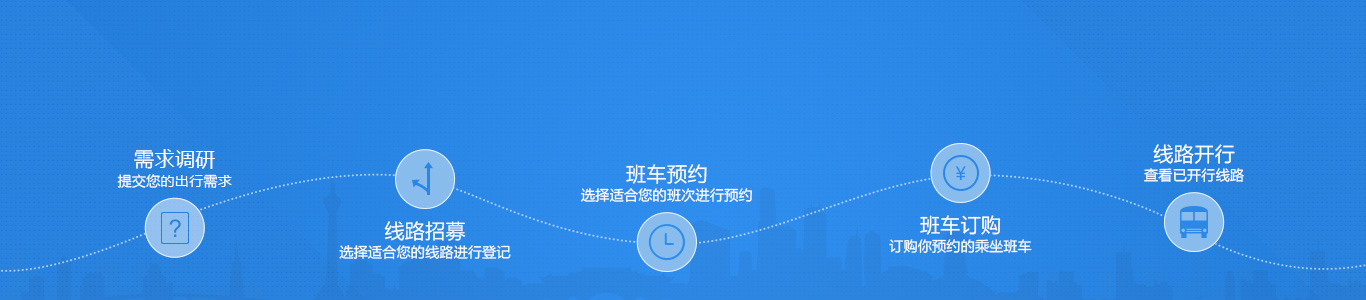 需求调研
提交您的出行需求
?
线路招募
选择适合您的线路进行登记
班车预约
选择适合您的班次进行预约
¥
班车订购
订购你预约的乘坐班车
线路开行
查看已开行线路